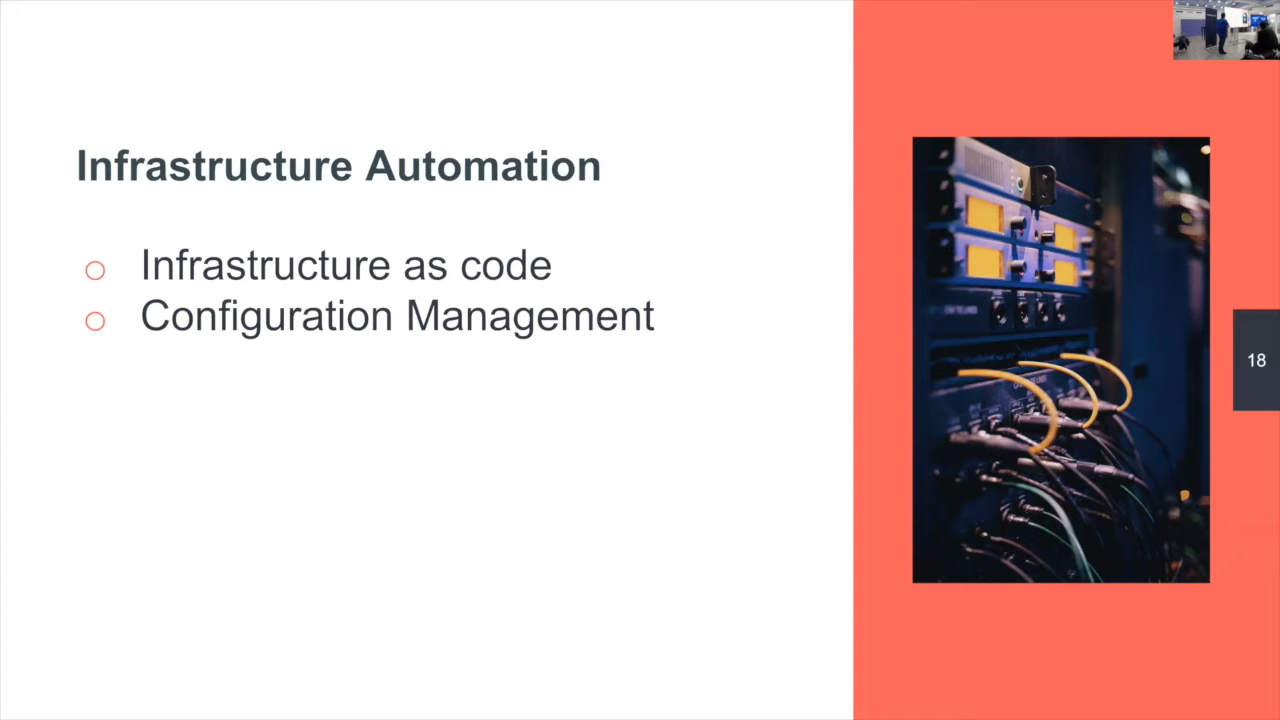 Infrastructure Automation
Infrastructure as code
Configuration Management
18